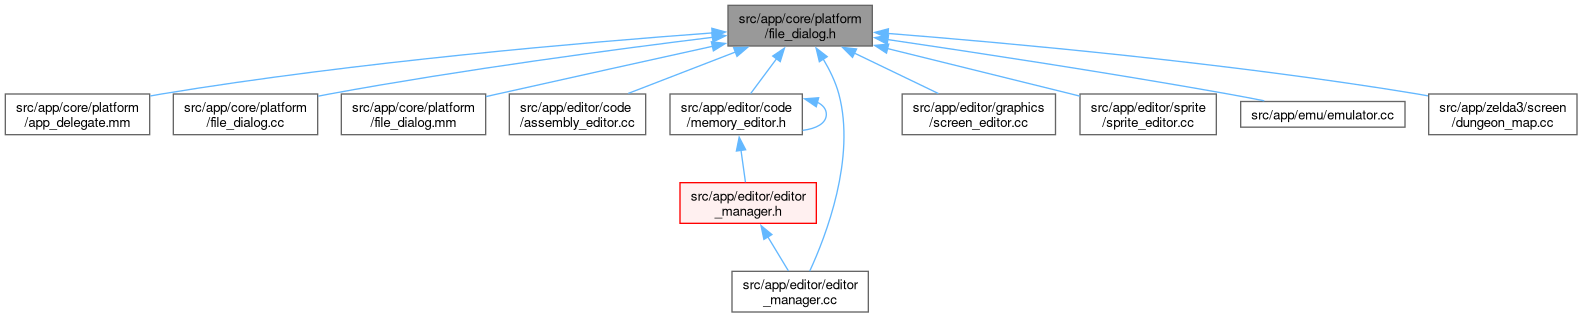 src/app/core/platform
/file_dialog.h
src/app/core/platform
/app_delegate.mm
src/app/core/platform
/file_dialog.cc
src/app/core/platform
/file_dialog.mm
src/app/editor/code
/assembly_editor.cc
src/app/editor/code
/memory_editor.h
src/app/editor/graphics
/screen_editor.cc
src/app/editor/sprite
/sprite_editor.cc
src/app/emu/emulator.cc
src/app/zelda3/screen
/dungeon_map.cc
src/app/editor/editor
_manager.h
src/app/editor/editor
_manager.cc